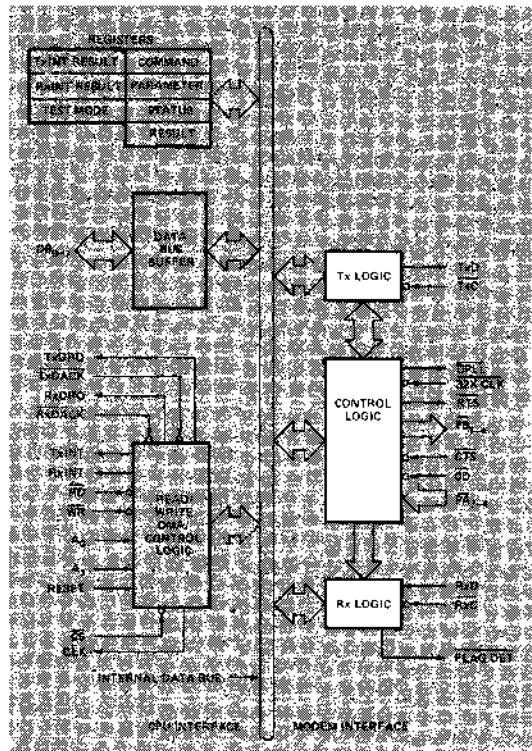 REGISTERS
TxINT RESULT
COMMAND
RxINT RESULT
PARAMETER
TEST MODE
STATUS
RESULT
DATA
BUS
BUFFER
Tx LOGIC
TxD
TxC
TxDRQ
TxDACK
RxDRQ
RxDACK
DPLL
32X CLK
RTS
CONTROL
LOGIC
CTS
CD
TxINT
RxINT
RD
WR
READ/
WRITE
DMA/
CONTROL
LOGIC
RESET
CS
CLK
Rx LOGIC
RxD
RxC
FLAG DET
INTERNAL DATA BUS
CPU INTERFACE
MODEM INTERFACE